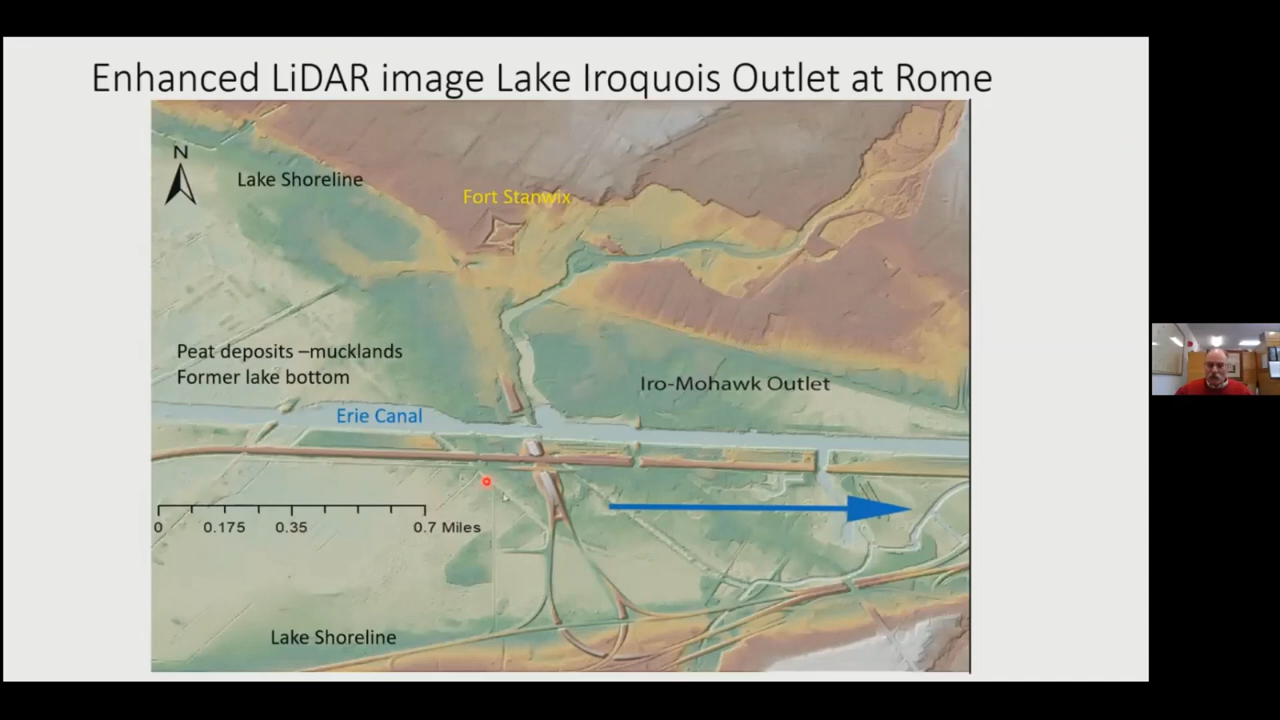 Enhanced LiDAR image Lake Iroquois Outlet at Rome
N
Lake Shoreline
Fort Stanwix
Peat deposits –mucklands
Former lake bottom
Iro-Mohawk Outlet
Erie Canal
0 0.175 0.35 0.7 Miles
Lake Shoreline